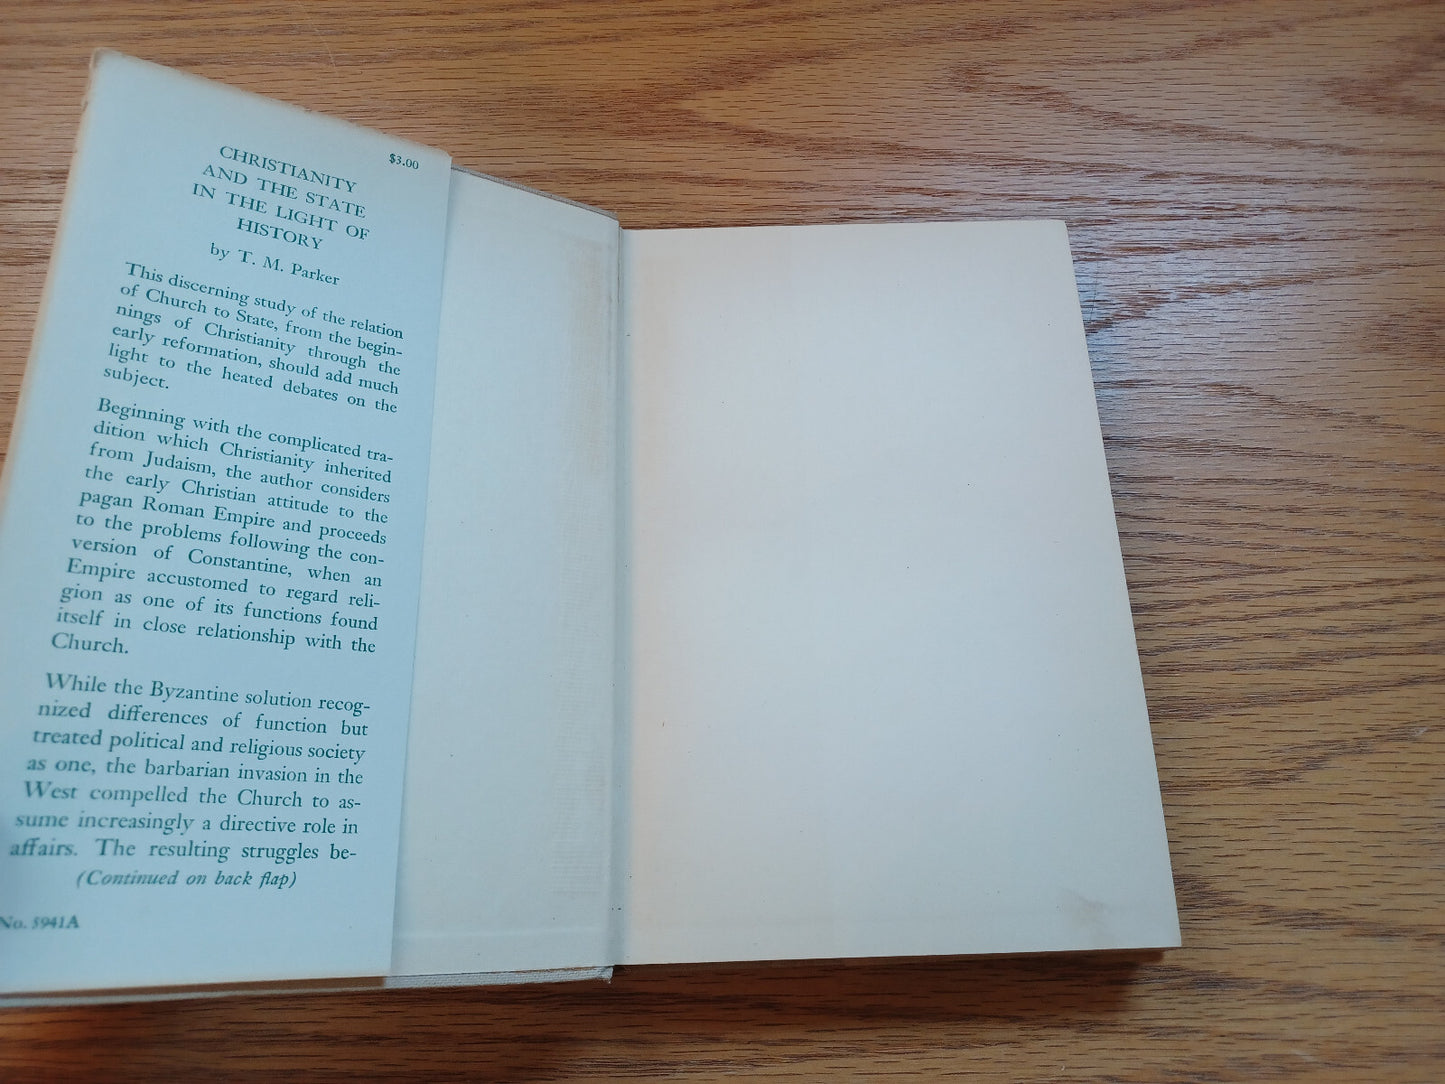 $3.00
CHRISTIANITY
AND THE STATE
IN THE LIGHT OF
HISTORY
by T. M. Parker
This discerning study of the relation
of Church to State, from the begin-
nings of Christianity through the
early reformation, should add much
light to the heated debates on the
subject.
Beginning with the complicated tra-
dition which Christianity inherited
from Judaism, the author considers
the early Christian attitude to the
pagan Roman Empire and proceeds
to the problems following the con-
version of Constantine, when an
Empire accustomed to regard reli-
gion as one of its functions found
itself in close relationship with the
Church.
While the Byzantine solution recog-
nized differences of function but
treated political and religious society
as one, the barbarian invasion in the
West compelled the Church to as-
sume increasingly a directive role in
affairs. The resulting struggles be-
(Continued on back flap)
No. 5941A